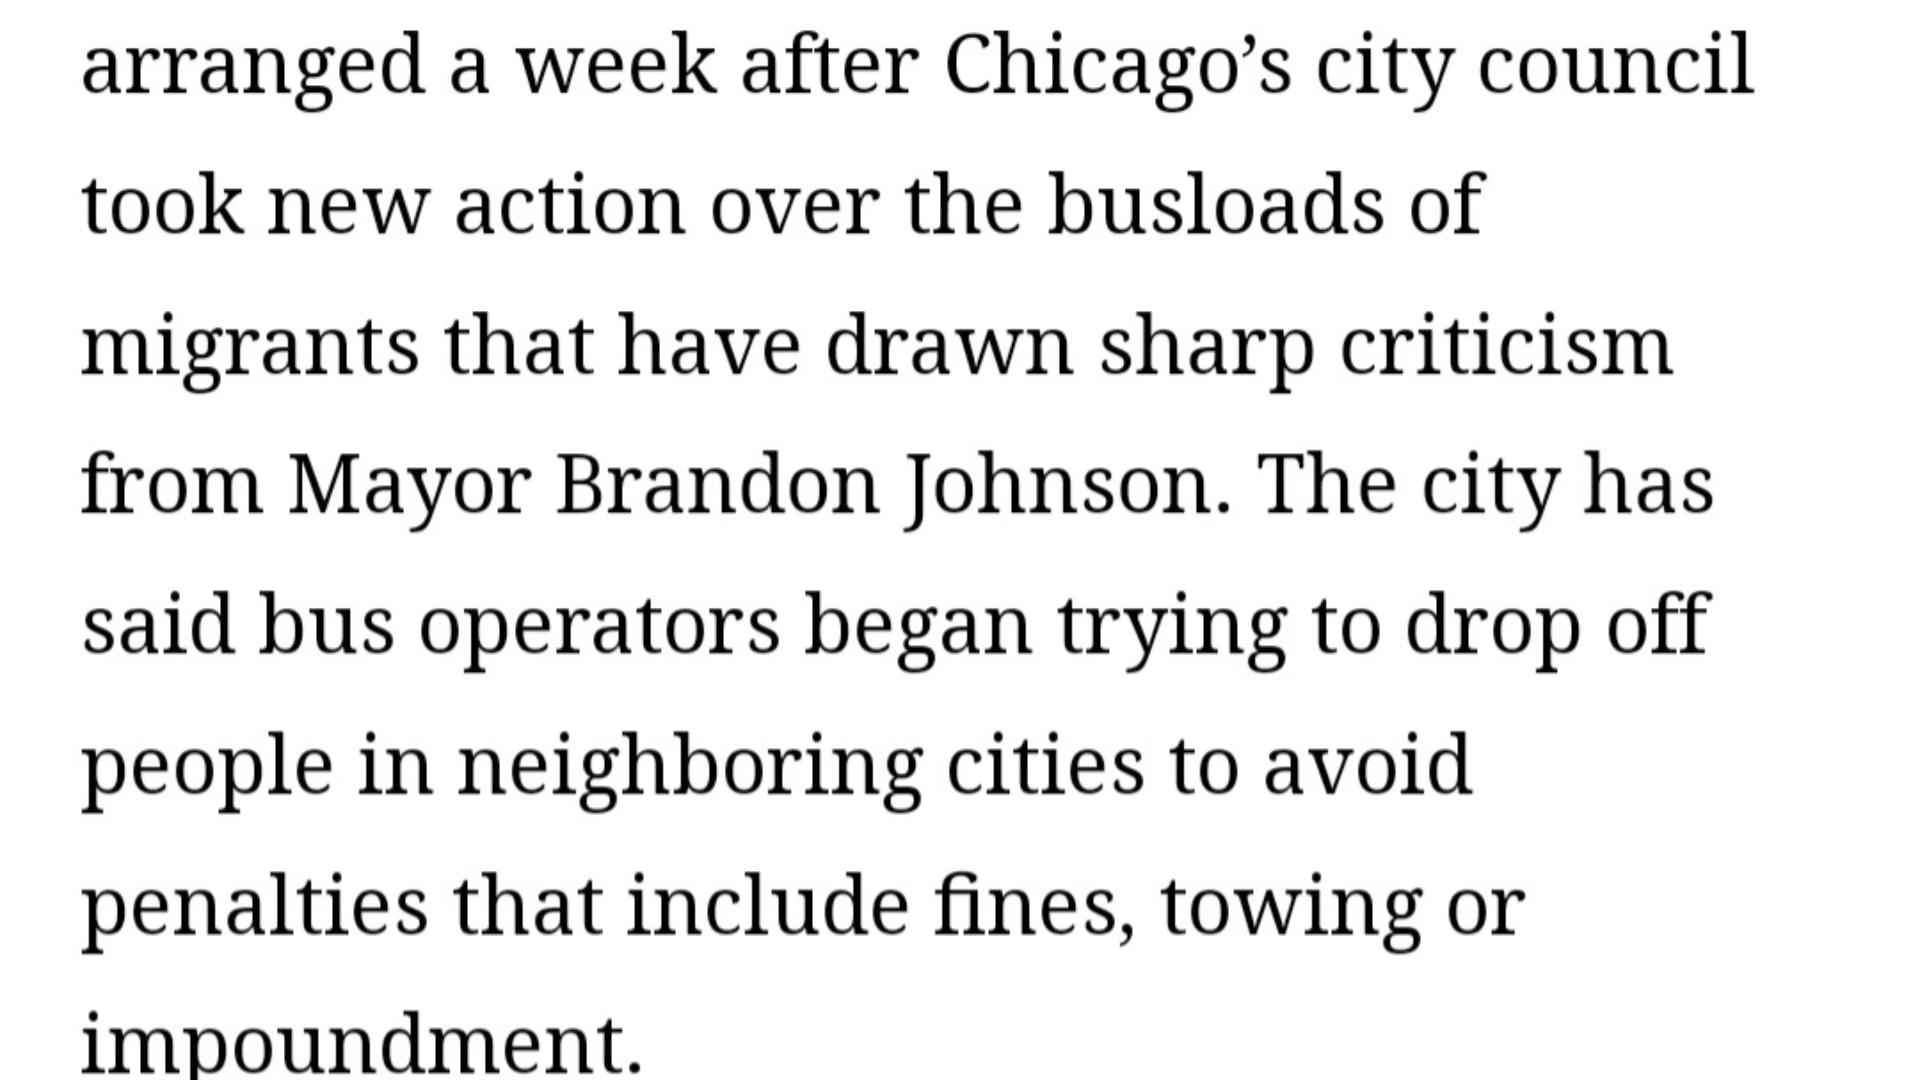 arranged a week after Chicago’s city council
took new action over the busloads of
migrants that have drawn sharp criticism
from Mayor Brandon Johnson. The city has
said bus operators began trying to drop off
people in neighboring cities to avoid
penalties that include fines, towing or
impoundment.